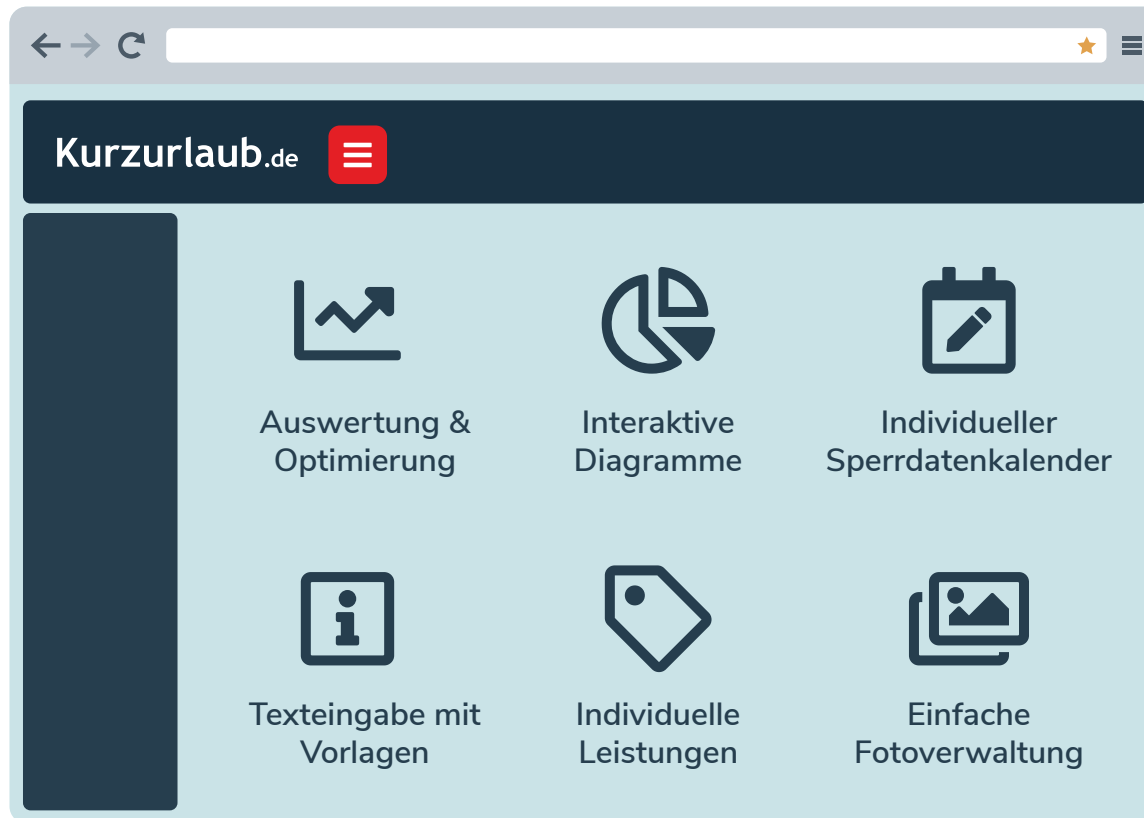 Kurzurlaub.de
Auswertung &
Optimierung
Interaktive
Diagramme
Individueller
Sperrdatenkalender
Texteingabe mit
Vorlagen
Individuelle
Leistungen
Einfache
Fotoverwaltung